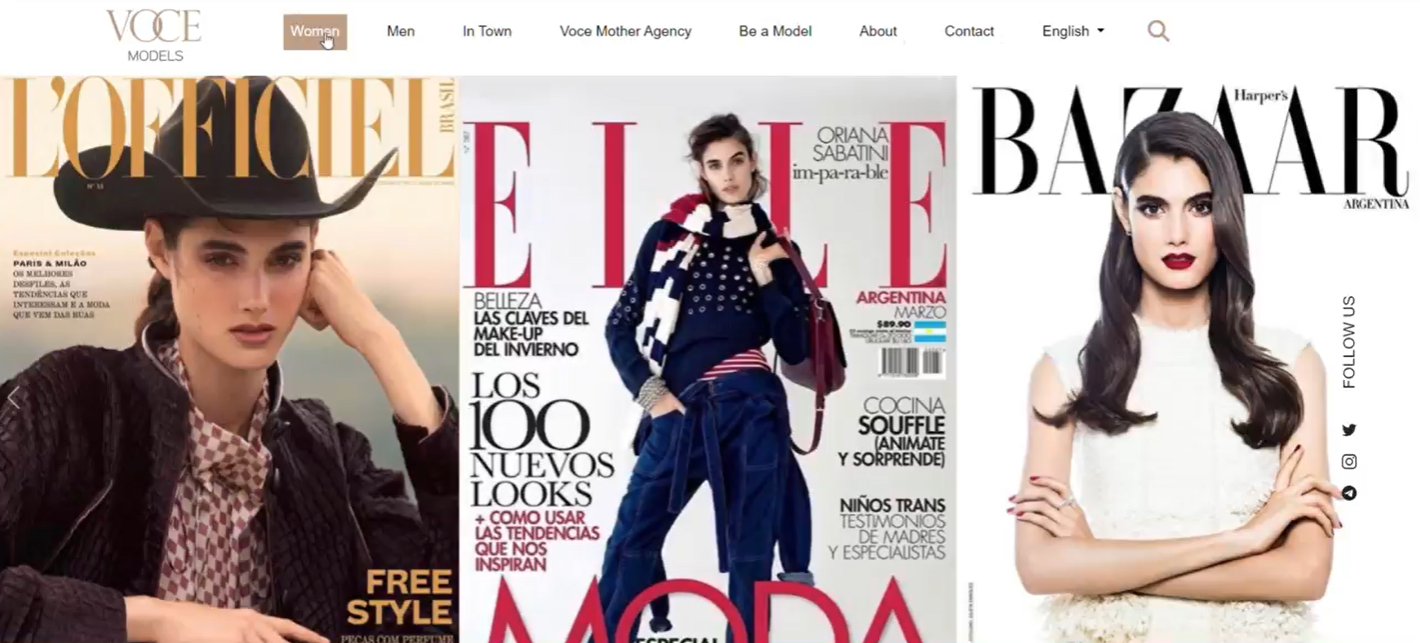 VOCE
MODELS
Women
Men
In Town
Voce Mother Agency
Be a Model
About
Contact
English
L'OFFICIEL
BRASIL
Nº 33
Especial Coleções
PARIS & MILÃO
OS MELHORES
DESFILES, AS
TENDÊNCIAS QUE
INTERESSAM E A MODA
QUE VEM DAS RUAS
FREE
STYLE
PEÇAS COM PERFUME
ELLE
ORIANA
SABATINI
im-pa-ra-ble
BELLEZA
LAS CLAVES DEL
MAKE-UP
DEL INVIERNO
LOS
100
NUEVOS
LOOKS
+ COMO USAR
LAS TENDENCIAS
QUE NOS
INSPIRAN
ARGENTINA
MARZO
$89.90
COCINA
SOUFFLE
(ANIMATE
Y SORPRENDE)
NIÑOS TRANS
TESTIMONIOS
DE MADRES
Y ESPECIALISTAS
MODA
ESPECIAL
Harper's
BAZAAR
ARGENTINA
FOLLOW US